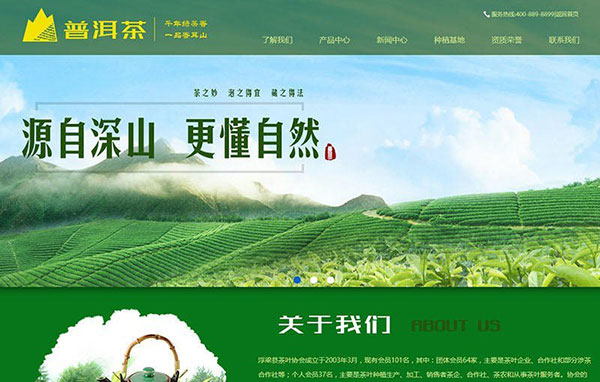 服务热线:400-889-8899|返回首页
普洱茶
千年结茶香
一品香耳山
了解我们 产品中心 新闻中心 种植基地 资质荣誉 联系我们
茶之妙 泡之得宜 藏之得法
源自深山 更懂自然
关于我们 ABOUT US
浮梁县茶叶协会成立于2003年3月，现有会员101名，其中：团体会员64家，主要是茶叶企业、合作社和部分涉茶
合作社等；个人会员37名，主要是茶叶种植生产、加工、销售者茶企、合作社、茶农和从事茶叶服务者。协会的